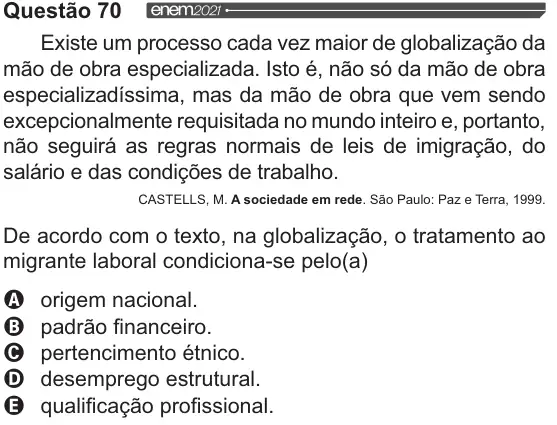 Questão 70 enem2021
Existe um processo cada vez maior de globalização da
mão de obra especializada. Isto é, não só da mão de obra
especializadíssima, mas da mão de obra que vem sendo
excepcionalmente requisitada no mundo inteiro e, portanto,
não seguirá as regras normais de leis de imigração, do
salário e das condições de trabalho.
CASTELLS, M. A sociedade em rede. São Paulo: Paz e Terra, 1999.
De acordo com o texto, na globalização, o tratamento ao
migrante laboral condiciona-se pelo(a)
A origem nacional.
B padrão financeiro.
C pertencimento étnico.
D desemprego estrutural.
E qualificação profissional.